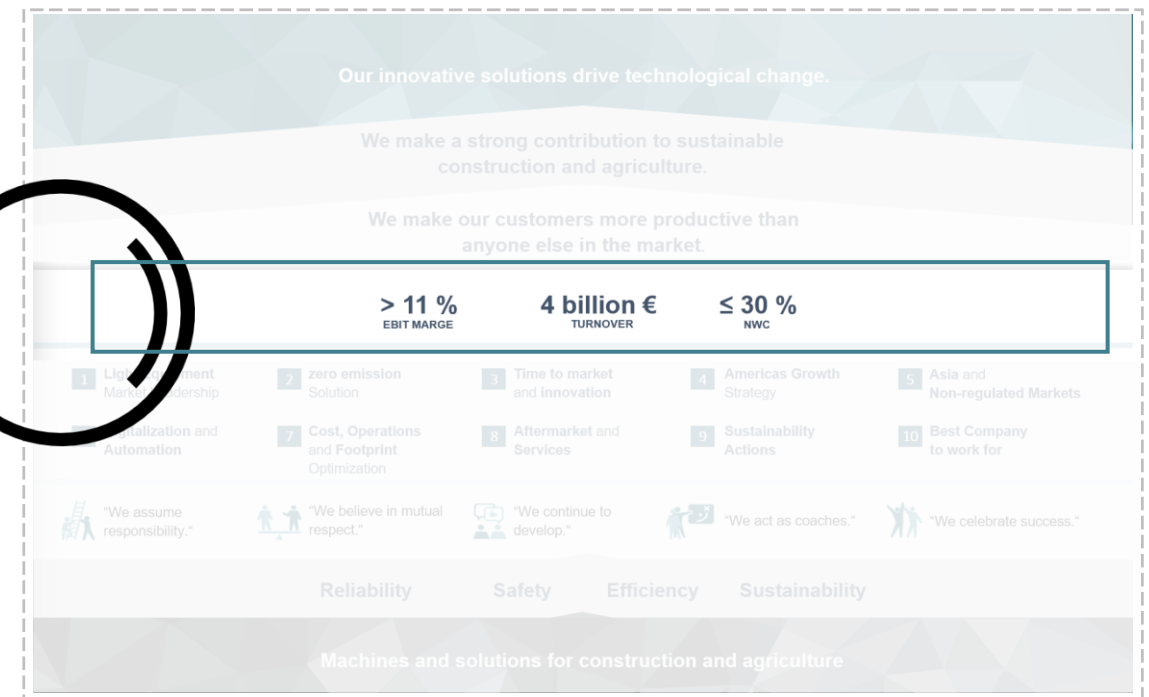 Our innovative solutions drive technological change.
We make a strong contribution to sustainable
construction and agriculture.
We make our customers more productive than
anyone else in the market.
> 11 %
EBIT MARGE
4 billion €
TURNOVER
≤ 30 %
NWC
1 Light Equipment
Market Leadership
2 zero emission
Solution
3 Time to market
and innovation
4 Americas Growth
Strategy
5 Asia and
Non-regulated Markets
Digitalization and
Automation
7 Cost, Operations
and Footprint
Optimization
8 Aftermarket and
Services
9 Sustainability
Actions
10 Best Company
to work for
"We assume
responsibility."
"We believe in mutual
respect."
"We continue to
develop."
"We act as coaches."
"We celebrate success."
Reliability Safety Efficiency Sustainability
Machines and solutions for construction and agriculture